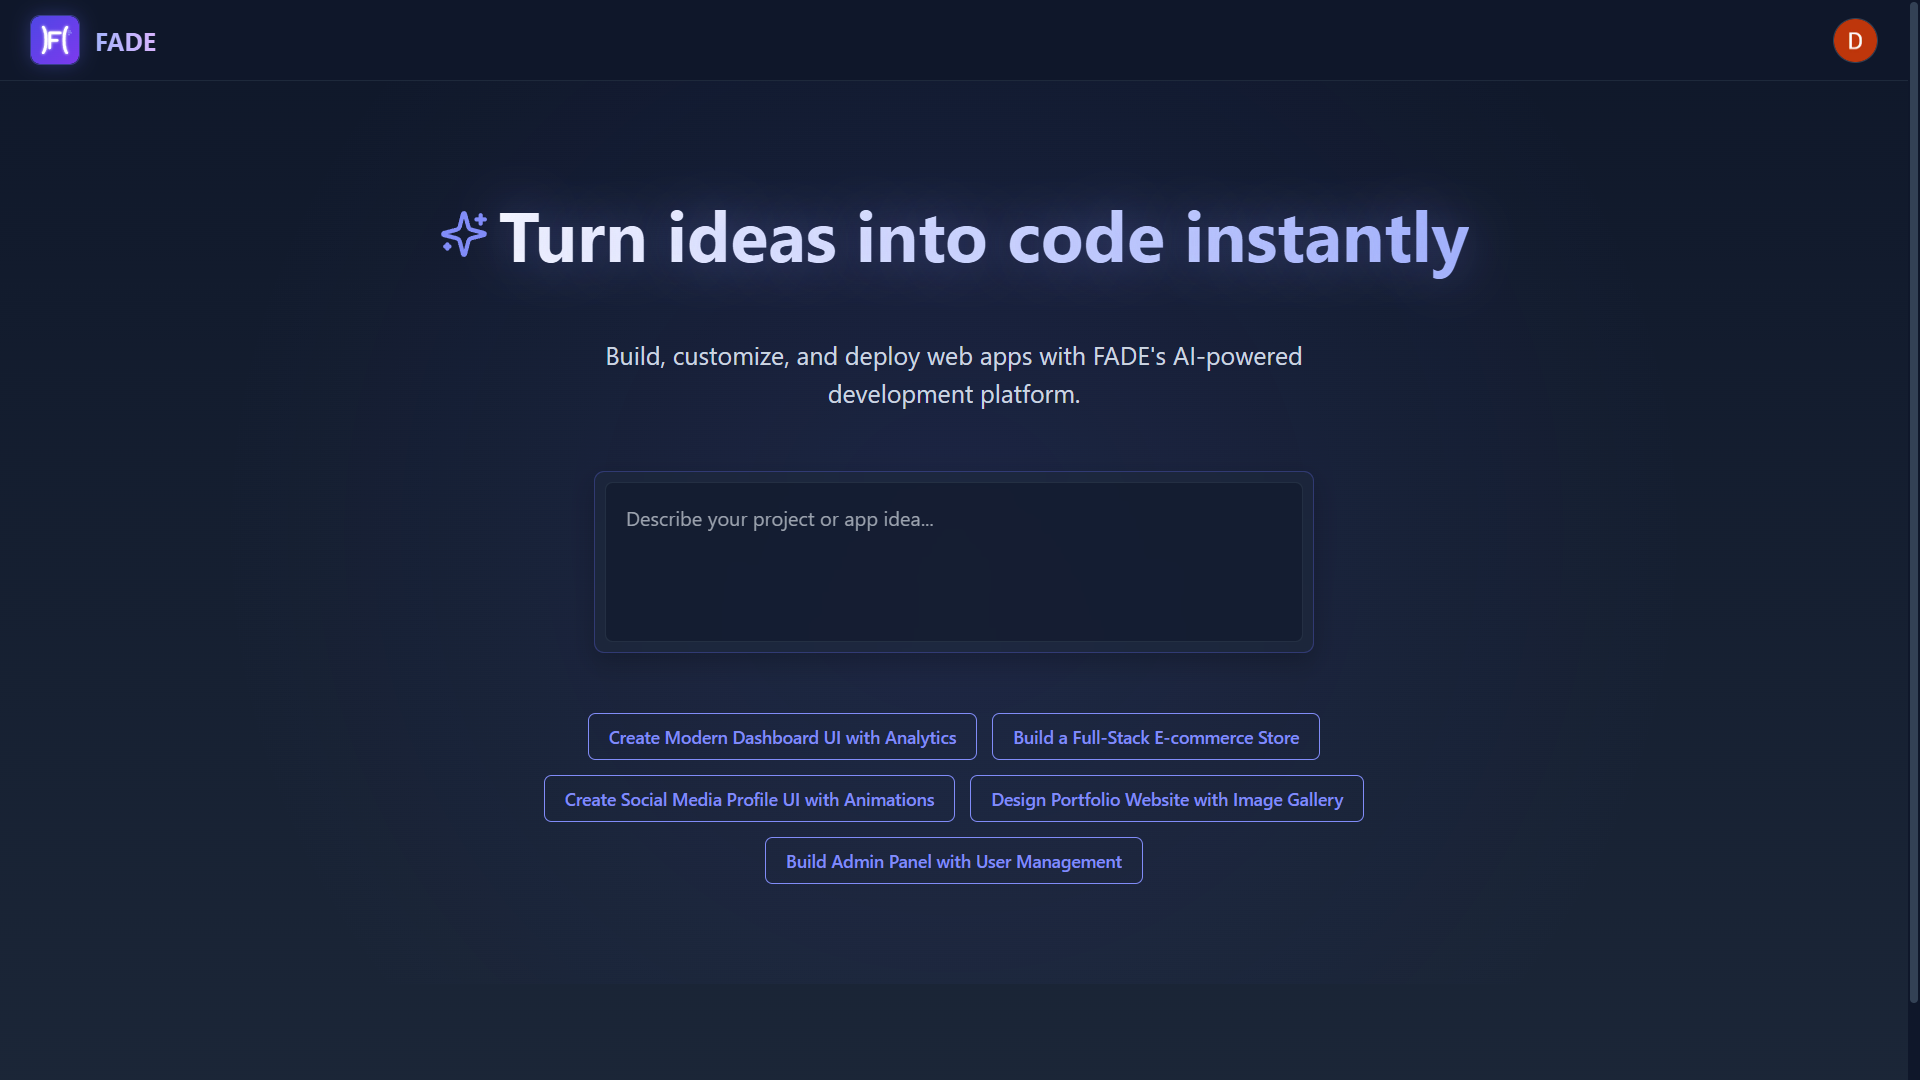 FADE
D
Turn ideas into code instantly
Build, customize, and deploy web apps with FADE's AI-powered
development platform.
Describe your project or app idea...
Create Modern Dashboard UI with Analytics
Build a Full-Stack E-commerce Store
Create Social Media Profile UI with Animations
Design Portfolio Website with Image Gallery
Build Admin Panel with User Management